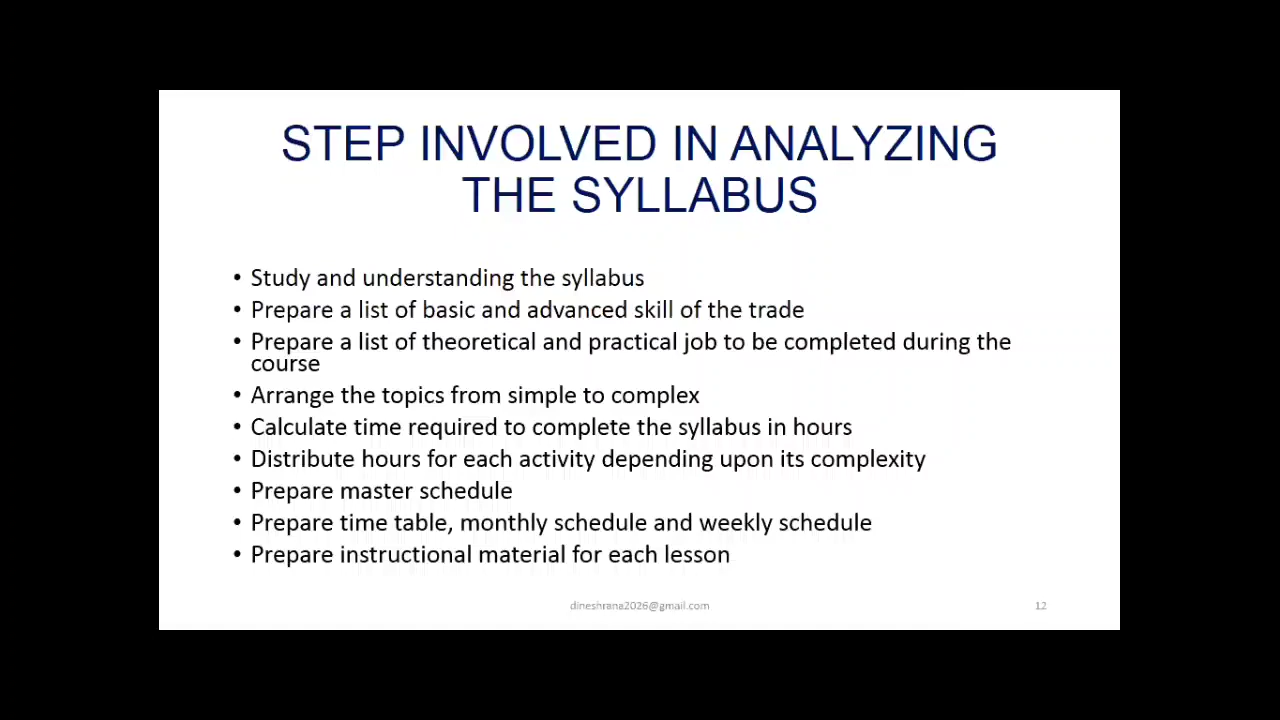 STEP INVOLVED IN ANALYZING
THE SYLLABUS
• Study and understanding the syllabus
• Prepare a list of basic and advanced skill of the trade
• Prepare a list of theoretical and practical job to be completed during the
course
• Arrange the topics from simple to complex
• Calculate time required to complete the syllabus in hours
• Distribute hours for each activity depending upon its complexity
• Prepare master schedule
• Prepare time table, monthly schedule and weekly schedule
• Prepare instructional material for each lesson
dineshrana2026@gmail.com 12